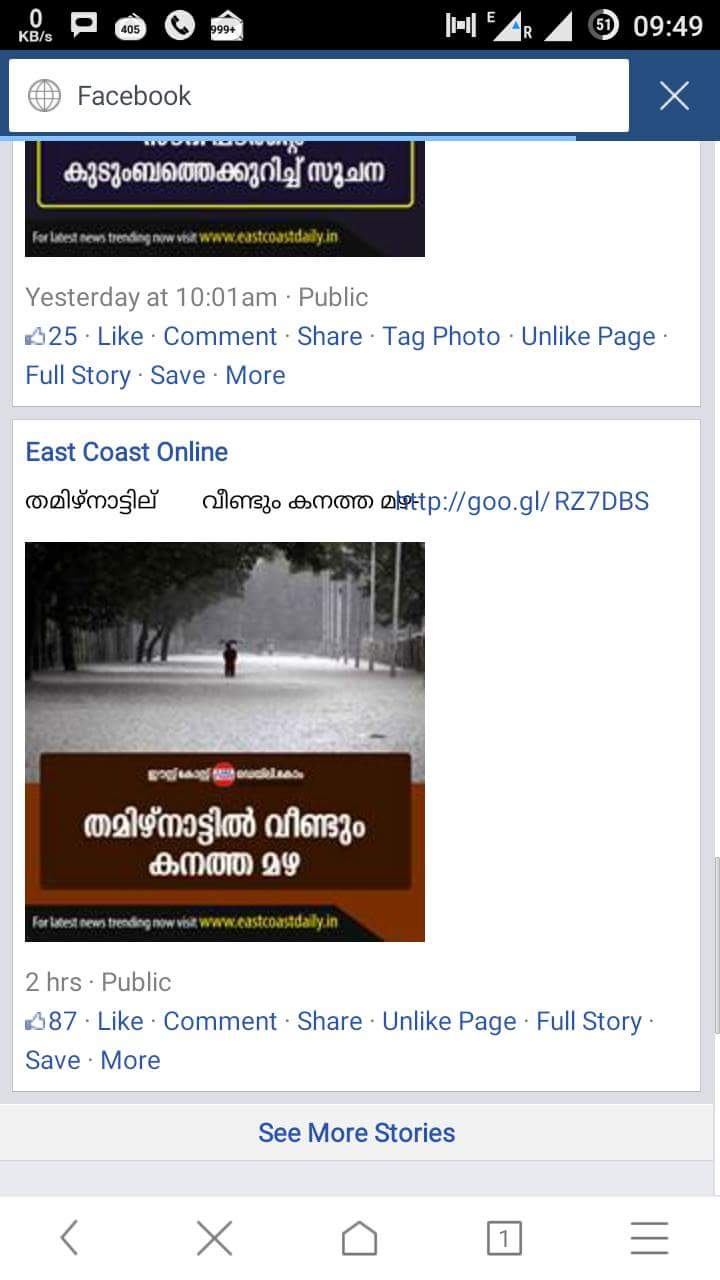 0
KB/s
405
999+
E
R
51
09:49
Facebook
കുടുംബത്തെക്കുറിച്ച് സൂചന
For latest news trending now visit www.eastcoastdaily.in
Yesterday at 10:01am · Public
25 · Like · Comment · Share · Tag Photo · Unlike Page ·
Full Story · Save · More
East Coast Online
തമിഴ്നാട്ടില് വീണ്ടും കനത്ത മഴ-http://goo.gl/RZ7DBS
ഈസ്റ്റ് കോസ്റ്റ് ഡെയ്‌ലി.കോം
തമിഴ്നാട്ടിൽ വീണ്ടും
കനത്ത മഴ
For latest news trending now visit www.eastcoastdaily.in
2 hrs · Public
87 · Like · Comment · Share · Unlike Page · Full Story ·
Save · More
See More Stories
1